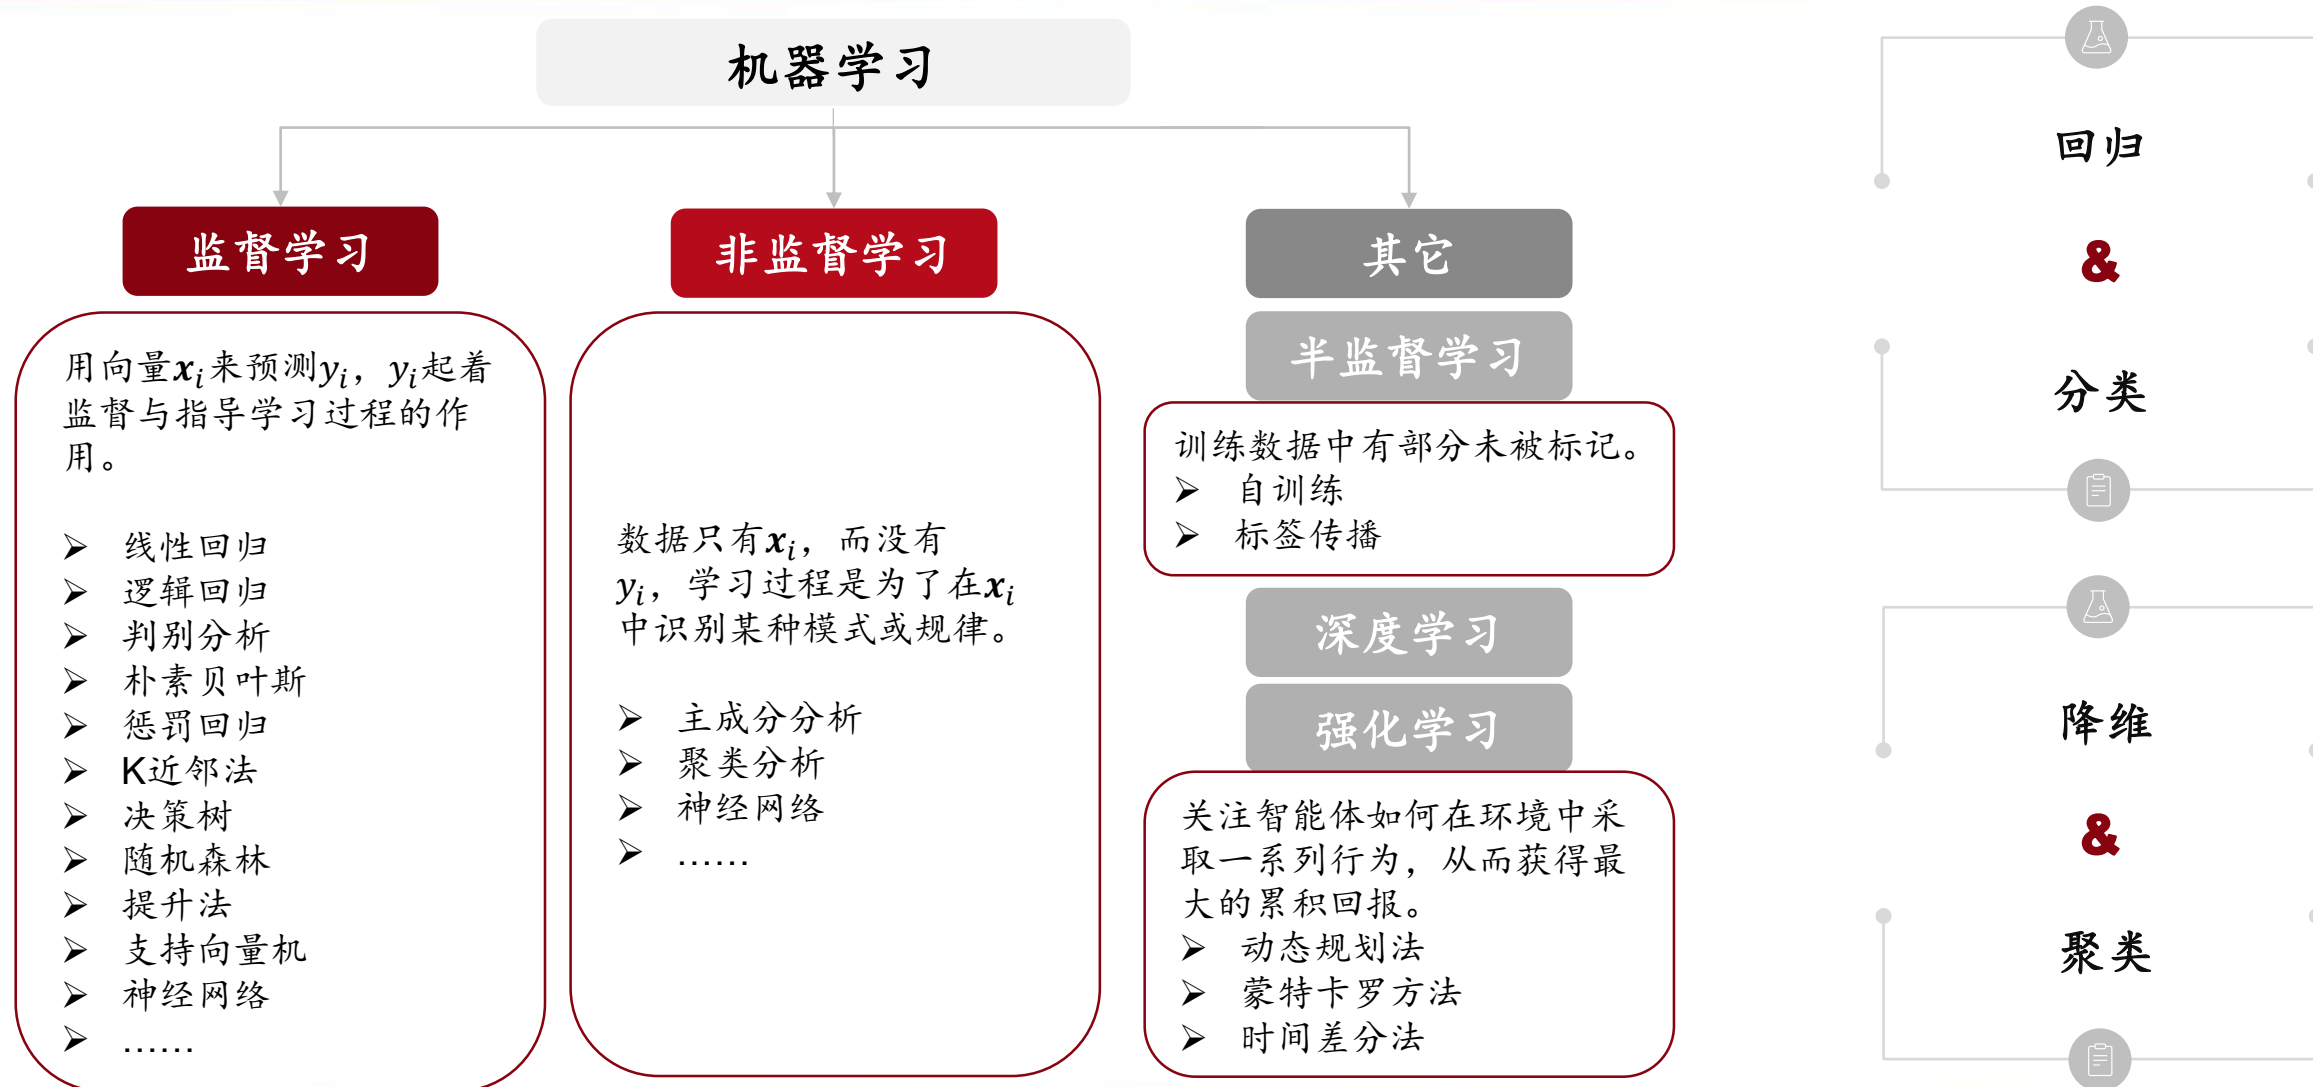 机器学习
监督学习
用向量xᵢ来预测yᵢ，yᵢ起着
监督与指导学习过程的作
用。
➢ 线性回归
➢ 逻辑回归
➢ 判别分析
➢ 朴素贝叶斯
➢ 惩罚回归
➢ K近邻法
➢ 决策树
➢ 随机森林
➢ 提升法
➢ 支持向量机
➢ 神经网络
➢ ……
非监督学习
数据只有xᵢ，而没有
yᵢ，学习过程是为了在xᵢ
中识别某种模式或规律。
➢ 主成分分析
➢ 聚类分析
➢ 神经网络
➢ ……
其它
半监督学习
训练数据中有部分未被标记。
➢ 自训练
➢ 标签传播
深度学习
强化学习
关注智能体如何在环境中采
取一系列行为，从而获得最
大的累积回报。
➢ 动态规划法
➢ 蒙特卡罗方法
➢ 时间差分法
回归
&
分类
降维
&
聚类